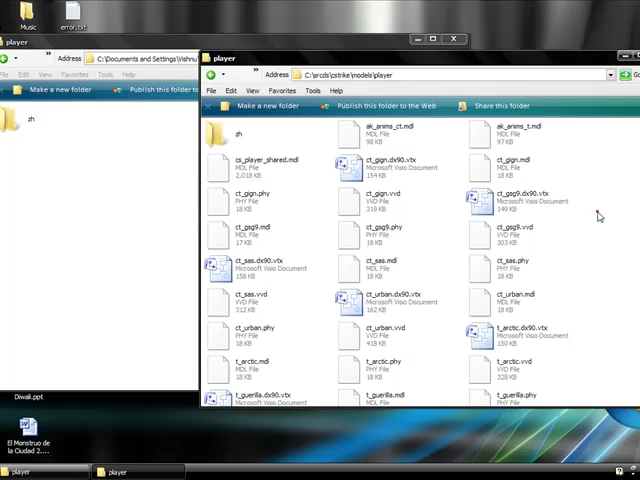 Music
error.txt
player
Address
C:\Documents and Settings\Vishnu
File
Edit
View
Favorites
Tools
Help
Make a new folder
Publish this fo
zh
player
Address
C:\srcds\cstrike\models\player
Go
File
Edit
View
Favorites
Tools
Help
Make a new folder
Publish this folder to the Web
Share this folder
zh
ak_anims_ct.mdl
MDL File
98 KB
ak_anims_t.mdl
MDL File
97 KB
cs_player_shared.mdl
MDL File
2,018 KB
ct_gign.dx90.vtx
Microsoft Visio Document
154 KB
ct_gign.mdl
MDL File
18 KB
ct_gign.phy
PHY File
18 KB
ct_gign.vvd
VVD File
319 KB
ct_gsg9.dx90.vtx
Microsoft Visio Document
149 KB
ct_gsg9.mdl
MDL File
17 KB
ct_gsg9.phy
PHY File
18 KB
ct_gsg9.vvd
VVD File
303 KB
ct_sas.dx90.vtx
Microsoft Visio Document
158 KB
ct_sas.mdl
MDL File
18 KB
ct_sas.phy
PHY File
18 KB
ct_sas.vvd
VVD File
312 KB
ct_urban.dx90.vtx
Microsoft Visio Document
162 KB
ct_urban.mdl
MDL File
18 KB
ct_urban.phy
PHY File
18 KB
ct_urban.vvd
VVD File
418 KB
t_arctic.dx90.vtx
Microsoft Visio Document
150 KB
t_arctic.mdl
MDL File
18 KB
t_arctic.phy
PHY File
18 KB
t_arctic.vvd
VVD File
328 KB
t_guerilla.dx90.vtx
Microsoft Visio Document
t_guerilla.mdl
MDL File
t_guerilla.phy
PHY File
Diwali.ppt
El Monstruo de
la Ciudad 2....
player
player